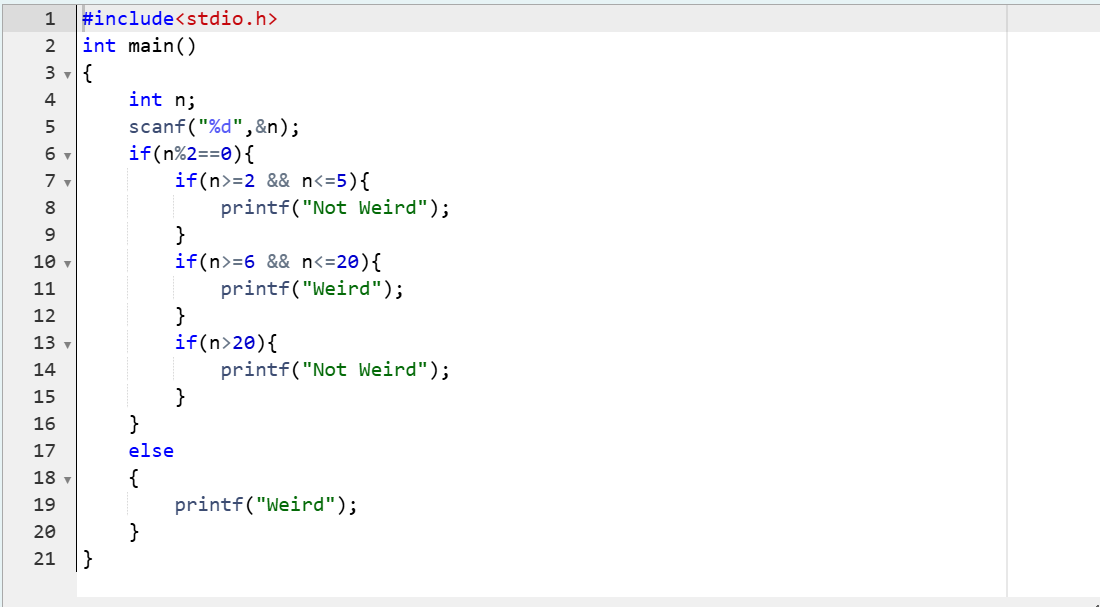 1 #include<stdio.h>
2 int main()
3 {
4     int n;
5     scanf("%d",&n);
6     if(n%2==0){
7         if(n>=2 && n<=5){
8             printf("Not Weird");
9         }
10         if(n>=6 && n<=20){
11             printf("Weird");
12         }
13         if(n>20){
14             printf("Not Weird");
15         }
16     }
17     else
18     {
19         printf("Weird");
20     }
21 }